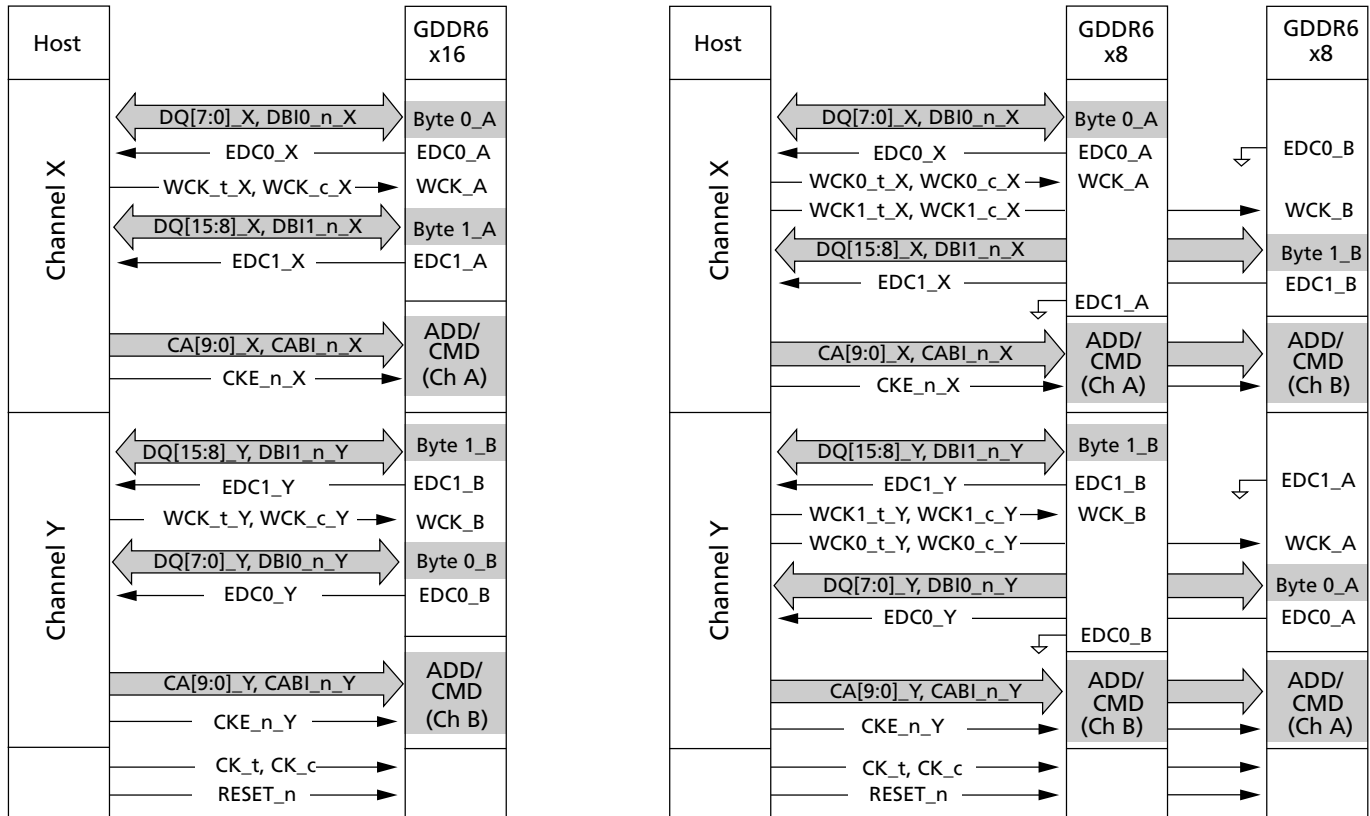 Host
GDDR6
x16
Channel X
DQ[7:0]_X, DBI0_n_X
Byte 0_A
EDC0_X
EDC0_A
WCK_t_X, WCK_c_X
WCK_A
DQ[15:8]_X, DBI1_n_X
Byte 1_A
EDC1_X
EDC1_A
CA[9:0]_X, CABI_n_X
ADD/
CMD
(Ch A)
CKE_n_X
Channel Y
DQ[15:8]_Y, DBI1_n_Y
Byte 1_B
EDC1_Y
EDC1_B
WCK_t_Y, WCK_c_Y
WCK_B
DQ[7:0]_Y, DBI0_n_Y
Byte 0_B
EDC0_Y
EDC0_B
CA[9:0]_Y, CABI_n_Y
ADD/
CMD
(Ch B)
CKE_n_Y
CK_t, CK_c
RESET_n
Host
GDDR6
x8
GDDR6
x8
Channel X
DQ[7:0]_X, DBI0_n_X
Byte 0_A
EDC0_X
EDC0_A
EDC0_B
WCK0_t_X, WCK0_c_X
WCK_A
WCK1_t_X, WCK1_c_X
WCK_B
DQ[15:8]_X, DBI1_n_X
Byte 1_B
EDC1_X
EDC1_B
EDC1_A
CA[9:0]_X, CABI_n_X
ADD/
CMD
(Ch A)
ADD/
CMD
(Ch B)
CKE_n_X
Channel Y
DQ[15:8]_Y, DBI1_n_Y
Byte 1_B
EDC1_Y
EDC1_B
EDC1_A
WCK1_t_Y, WCK1_c_Y
WCK_B
WCK0_t_Y, WCK0_c_Y
WCK_A
DQ[7:0]_Y, DBI0_n_Y
Byte 0_A
EDC0_Y
EDC0_A
EDC0_B
CA[9:0]_Y, CABI_n_Y
ADD/
CMD
(Ch B)
ADD/
CMD
(Ch A)
CKE_n_Y
CK_t, CK_c
RESET_n